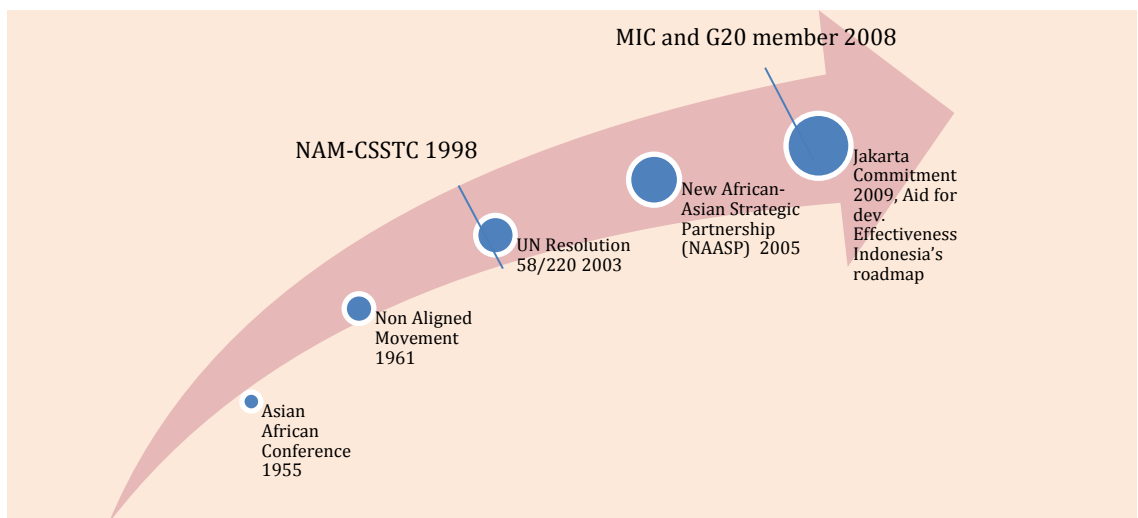 MIC and G20 member 2008
NAM-CSSTC 1998
Jakarta
Commitment
2009, Aid for
dev.
Effectiveness
Indonesia’s
roadmap
New African-
Asian Strategic
Partnership
(NAASP) 2005
UN Resolution
58/220 2003
Non Aligned
Movement
1961
Asian
African
Conference
1955